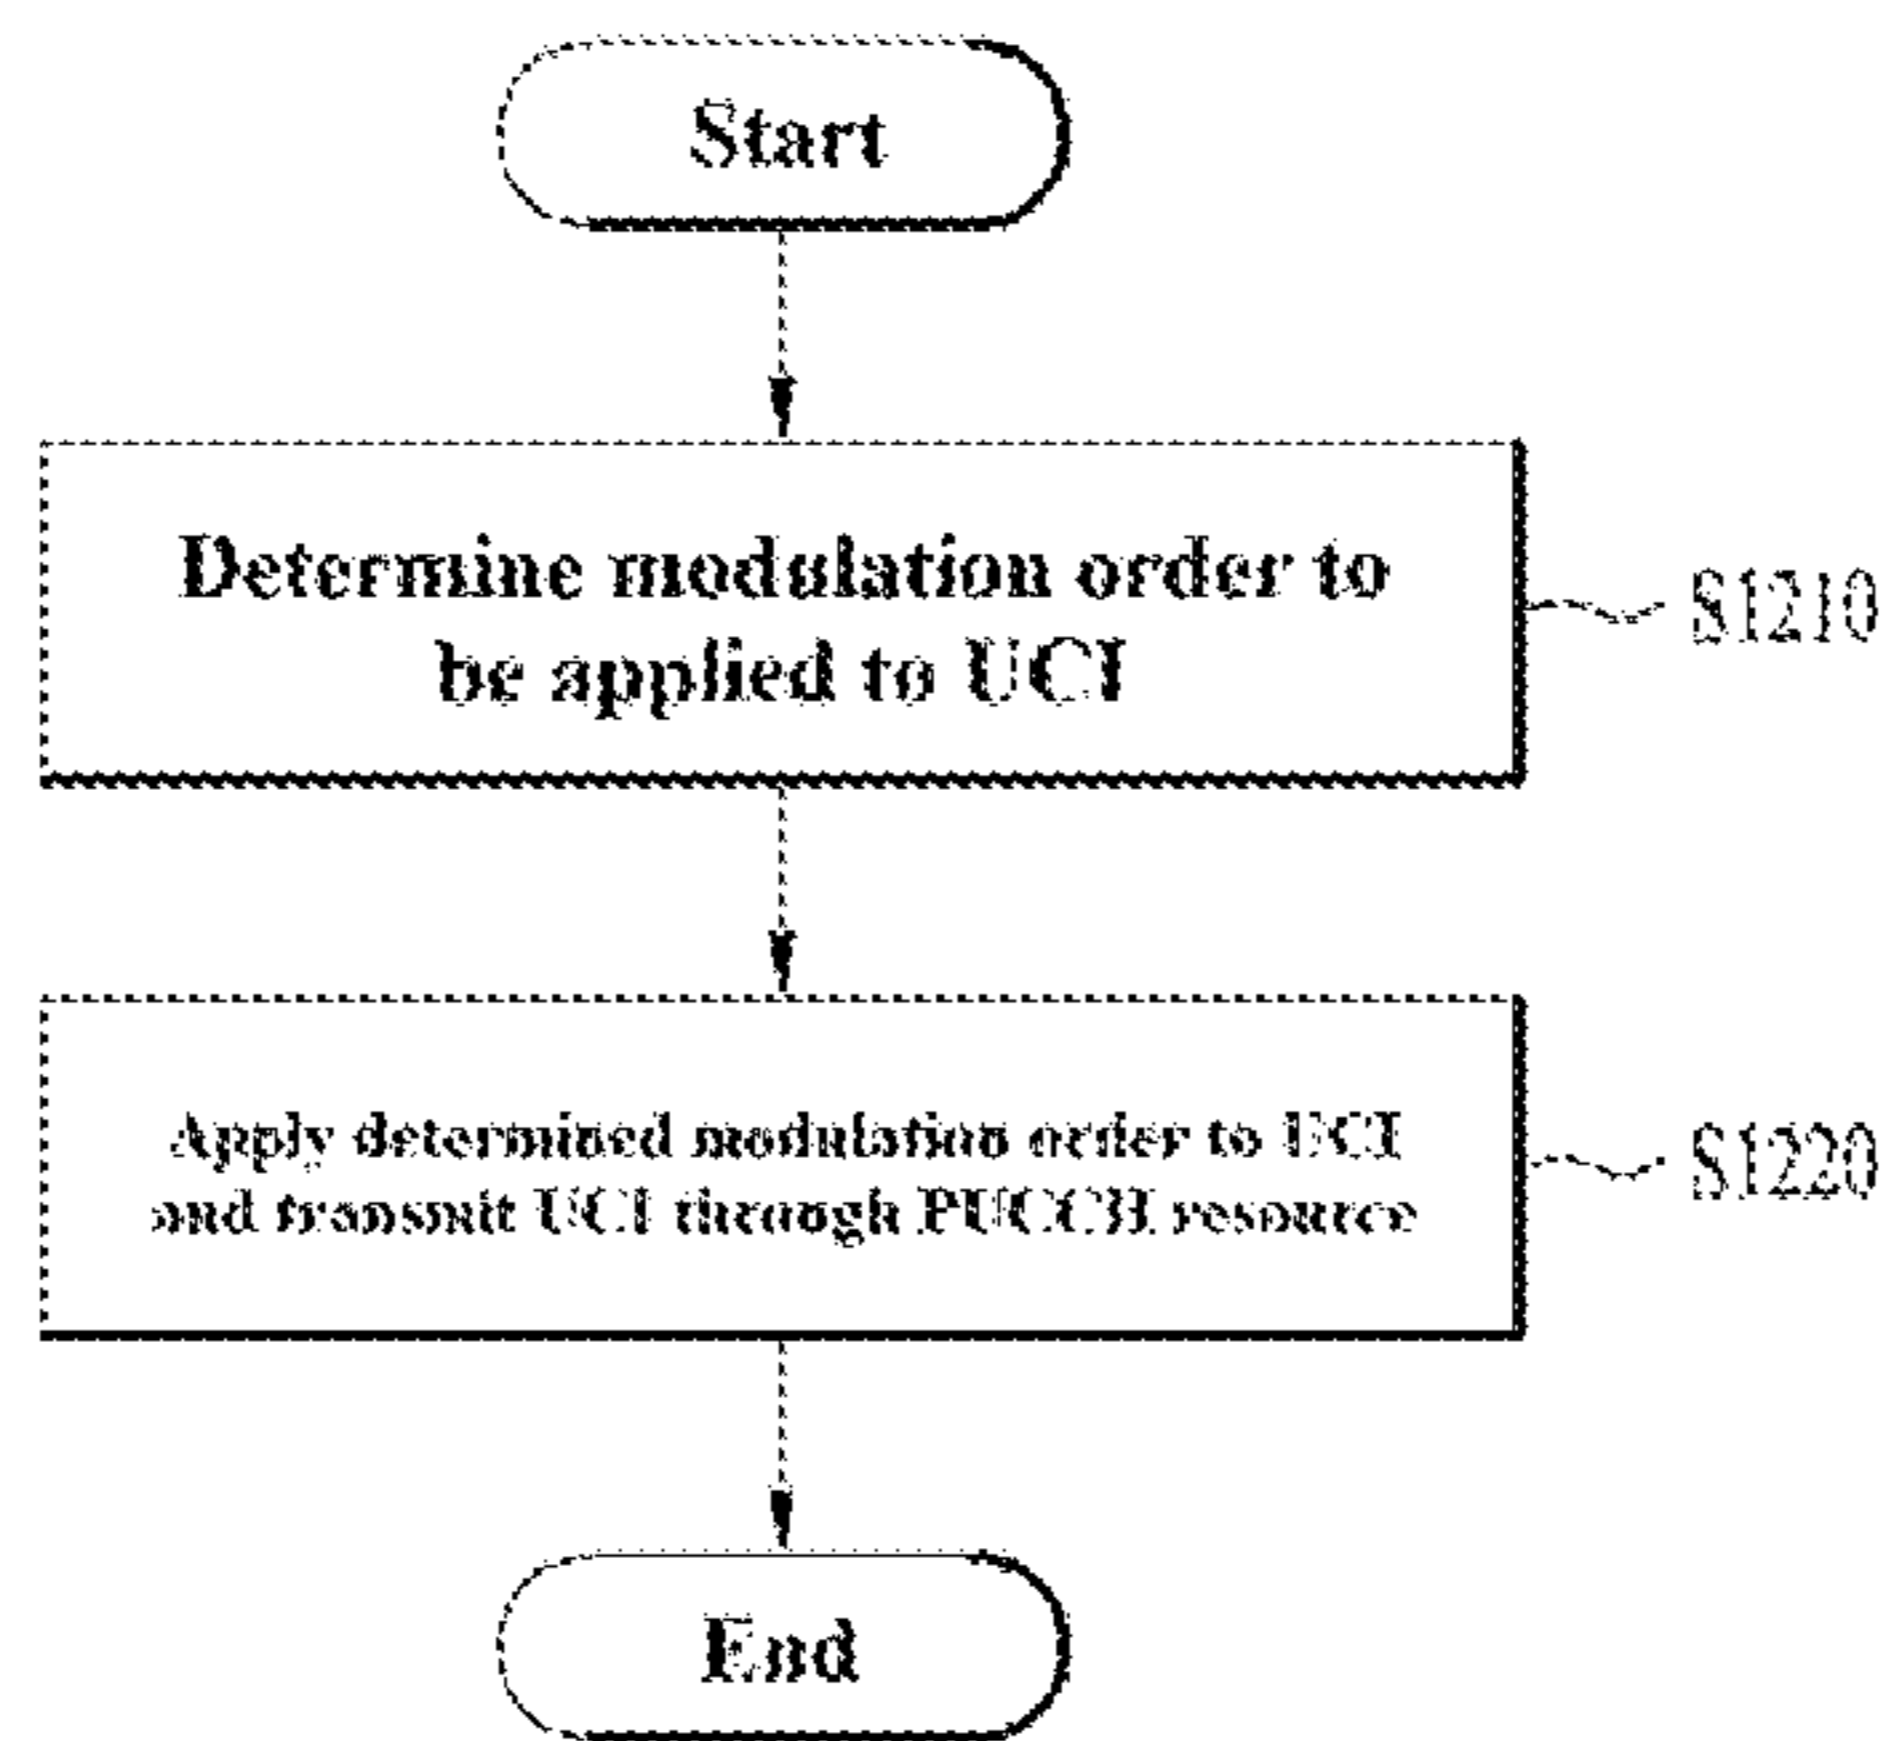 Start
Determine modulation order to
be applied to UCI
S1210
Apply determined modulation order to UCI
and transmit UCI through PUCCH resource
S1220
End